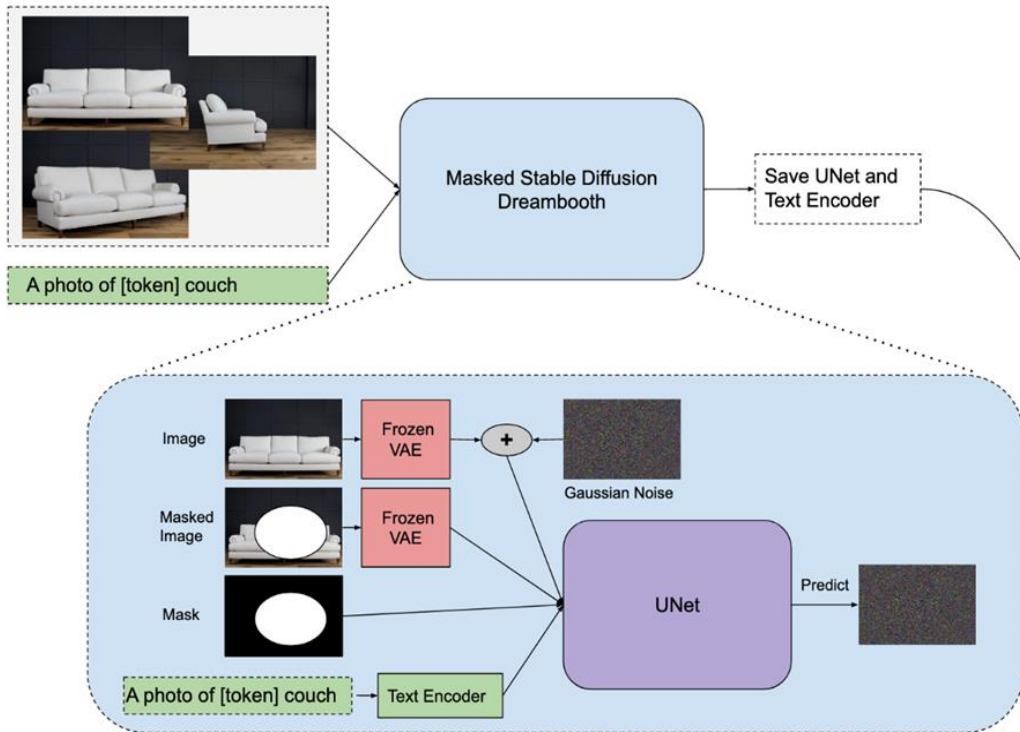 Masked Stable Diffusion
Dreambooth
Save UNet and
Text Encoder
A photo of [token] couch
Image
Frozen
VAE
+
Gaussian Noise
Masked
Image
Frozen
VAE
UNet
Predict
Mask
A photo of [token] couch
Text Encoder